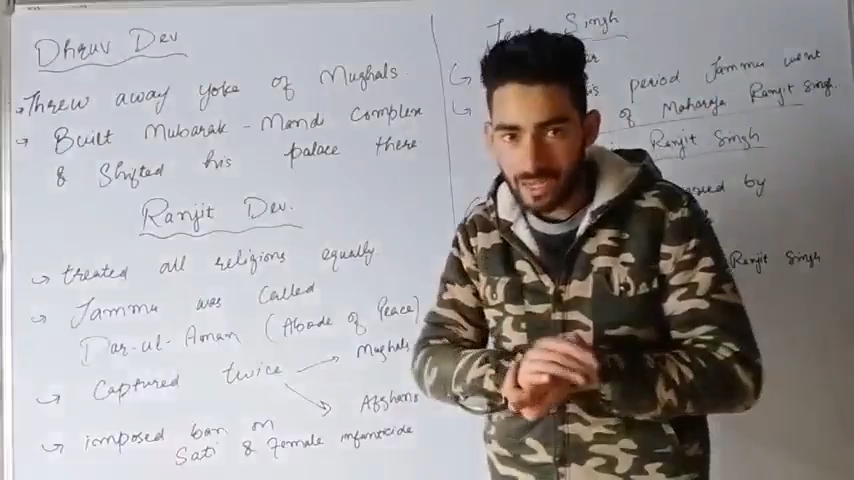 Dhruv Dev
Threw away yoke of Mughals.
Built Mubarak - Mandi Complex
& Shifted his palace there
Ranjit Dev.
treated all religions equally
Jammu was Called
Dar-ul-Aman (Abode of Peace)
Captured twice Mughals
Afghans
imposed ban on
Sati & Female infanticide
Singh
period Jammu went
of Maharaja Ranjit Singh.
Ranjit Singh
by
Ranjit Singh